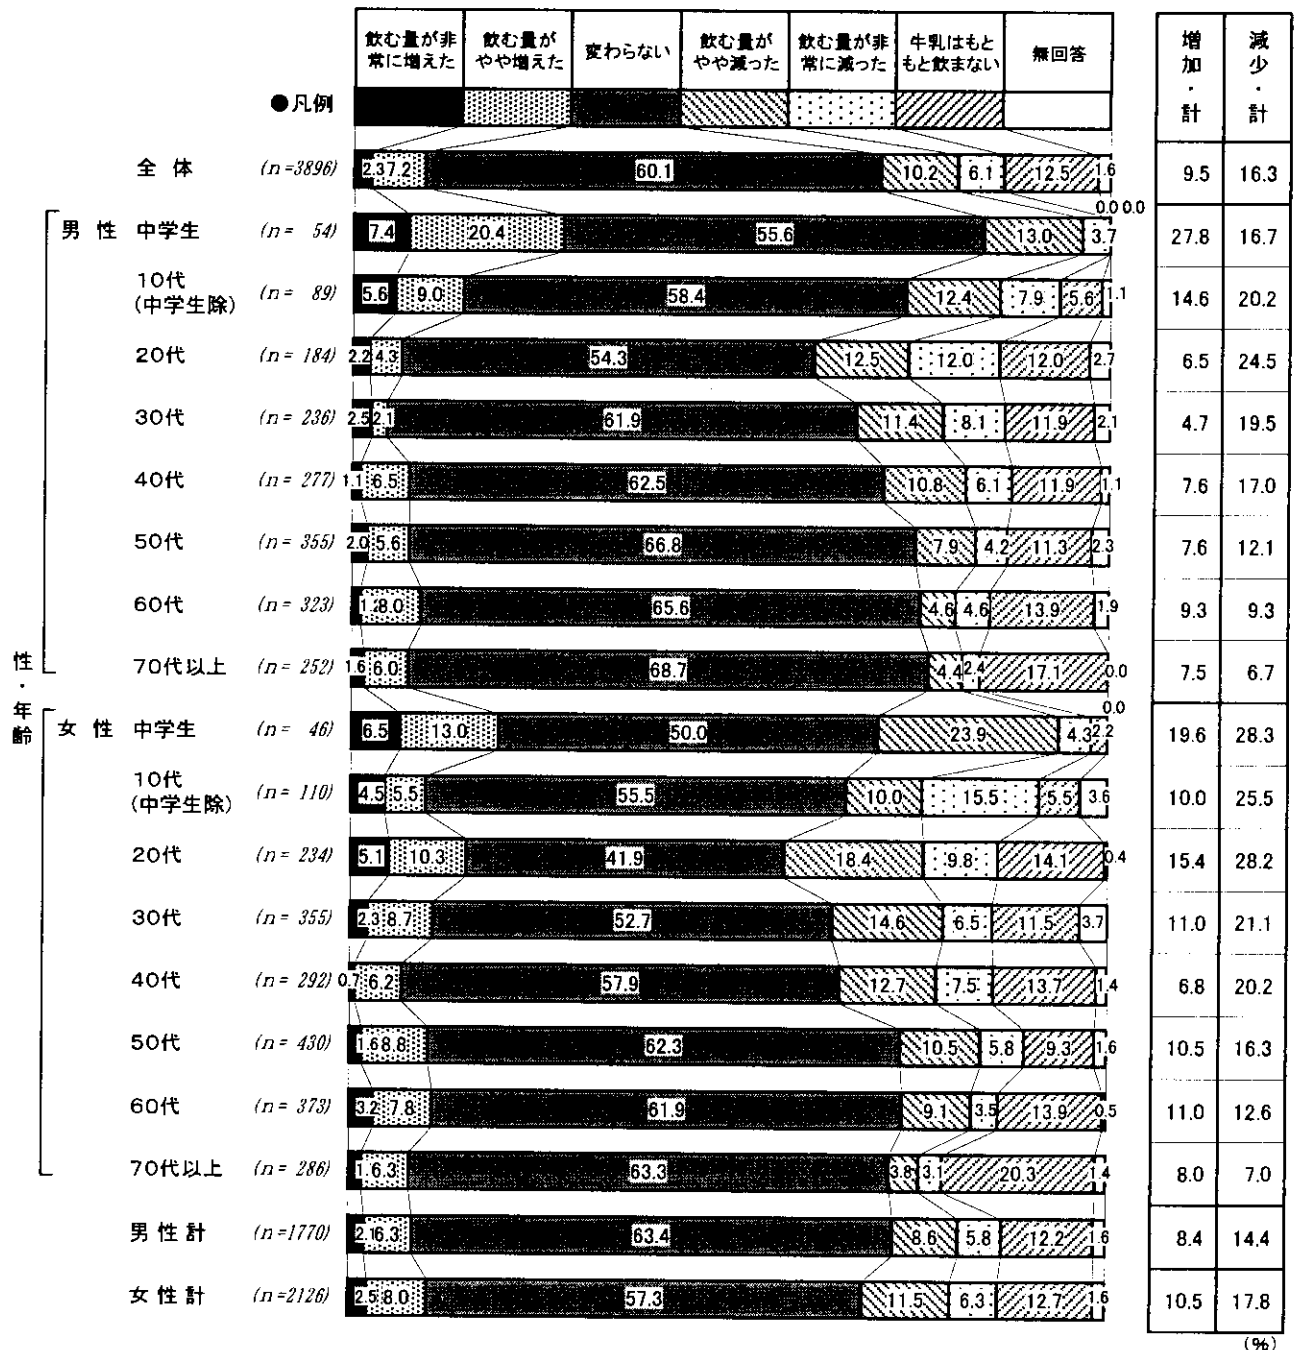 飲む量が非 飲む量が 変わらない 飲む量が 飲む量が非 牛乳はもと 無回答 増加・計 減少・計
常に増えた やや増えた やや減った 常に減った もと飲まない
●凡例
全体 (n=3896) 2.3 7.2 60.1 10.2 6.1 12.5 1.6 9.5 16.3
0.0 0.0
男性 中学生 (n= 54) 7.4 20.4 55.6 13.0 3.7 27.8 16.7
10代
(中学生除) (n= 89) 5.6 9.0 58.4 12.4 7.9 5.6 1.1 14.6 20.2
20代 (n= 184) 2.2 4.3 54.3 12.5 12.0 12.0 2.7 6.5 24.5
30代 (n= 236) 2.5 2.1 61.9 11.4 8.1 11.9 2.1 4.7 19.5
40代 (n= 277) 1.1 6.5 62.5 10.8 6.1 11.9 1.1 7.6 17.0
50代 (n= 355) 2.0 5.6 66.8 7.9 4.2 11.3 2.3 7.6 12.1
60代 (n= 323) 8.0 65.6 4.6 4.6 13.9 1.9 9.3 9.3
性・年齢
70代以上 (n= 252) 1.6 6.0 68.7 4.4 2.4 17.1 0.0 7.5 6.7
0.0
女性 中学生 (n= 46) 6.5 13.0 50.0 23.9 4.3 2.2 19.6 28.3
10代
(中学生除) (n= 110) 4.5 5.5 55.5 10.0 15.5 5.5 3.6 10.0 25.5
20代 (n= 234) 5.1 10.3 41.9 18.4 9.8 14.1 0.4 15.4 28.2
30代 (n= 355) 2.3 8.7 52.7 14.6 6.5 11.5 3.7 11.0 21.1
40代 (n= 292) 0.7 6.2 57.9 12.7 7.5 13.7 1.4 6.8 20.2
50代 (n= 430) 1.6 8.8 62.3 10.5 5.8 9.3 1.6 10.5 16.3
60代 (n= 373) 3.2 7.8 61.9 9.1 3.5 13.9 0.5 11.0 12.6
70代以上 (n= 286) 6.3 63.3 3.8 3.1 20.3 1.4 8.0 7.0
男性計 (n=1770) 2.1 6.3 63.4 8.6 5.8 12.2 1.6 8.4 14.4
女性計 (n=2126) 2.5 8.0 57.3 11.5 6.3 12.7 1.6 10.5 17.8
(%)